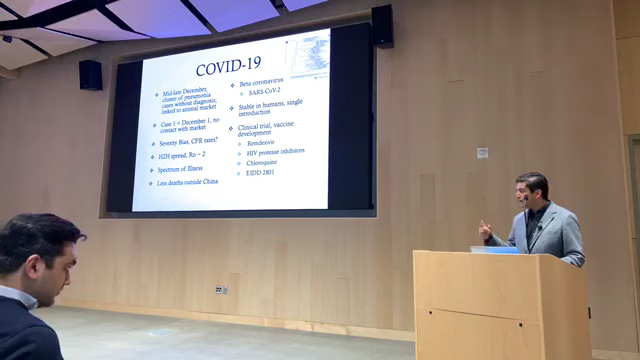 COVID-19
Mid-late December,
cluster of pneumonia
cases without diagnosis;
linked to animal market
Case 1 = December 1, no
contact with market
Severity Bias, CFR rates?
H2H spread, Ro ~ 2
Spectrum of Illness
Less deaths outside China
Beta coronavirus
SARS-CoV-2
Stable in humans, single
introduction
Clinical trial, vaccine
development
Remdesivir
HIV protease inhibitors
Chloroquine
EIDD 2801